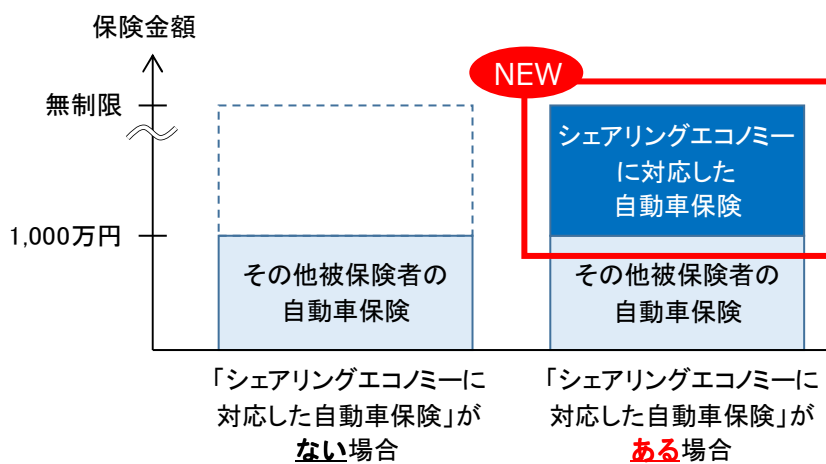 保険金額
NEW
無制限
シェアリングエコノミー
に対応した
自動車保険
1,000万円
その他被保険者の
自動車保険
その他被保険者の
自動車保険
「シェアリングエコノミーに
対応した自動車保険」が
ない場合
「シェアリングエコノミーに
対応した自動車保険」が
ある場合